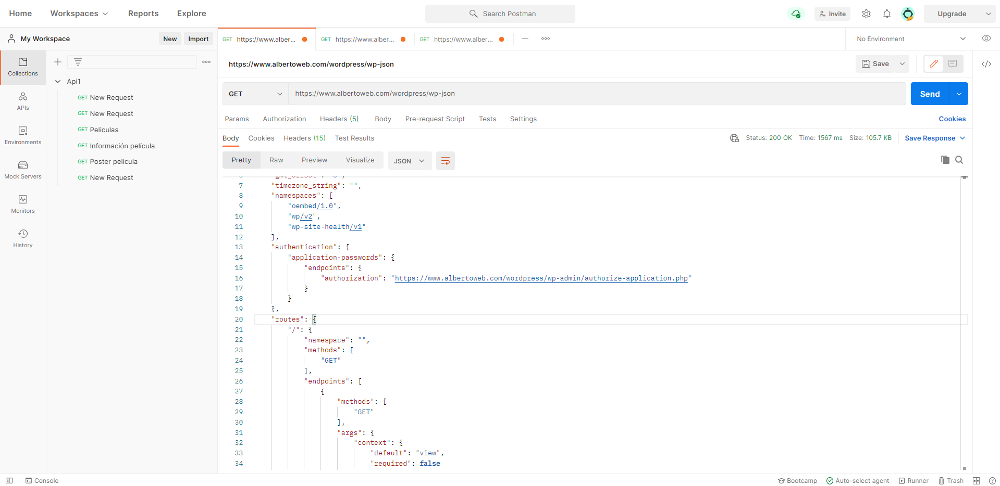 Home Workspaces Reports Explore Search Postman Invite Upgrade
My Workspace New Import GET https://www.alber... GET https://www.alber... GET https://www.alber... No Environment
Collections
APIs
Environments
Mock Servers
Monitors
History
Api1
GET New Request
GET New Request
GET Peliculas
GET Información película
GET Poster pelicula
GET New Request
https://www.albertoweb.com/wordpress/wp-json Save
GET https://www.albertoweb.com/wordpress/wp-json Send
Params Authorization Headers (5) Body Pre-request Script Tests Settings Cookies
Body Cookies Headers (15) Test Results Status: 200 OK Time: 1567 ms Size: 105.7 KB Save Response
Pretty Raw Preview Visualize JSON
7 "timezone_string": "",
8 "namespaces": [
9 "oembed/1.0",
10 "wp/v2",
11 "wp-site-health/v1"
12 ],
13 "authentication": {
14 "application-passwords": {
15 "endpoints": {
16 "authorization": "https://www.albertoweb.com/wordpress/wp-admin/authorize-application.php"
17 }
18 }
19 },
20 "routes": {
21 "/": {
22 "namespace": "",
23 "methods": [
24 "GET"
25 ],
26 "endpoints": [
27 {
28 "methods": [
29 "GET"
30 ],
31 "args": {
32 "context": {
33 "default": "view",
34 "required": false
Console Bootcamp Auto-select agent Runner Trash